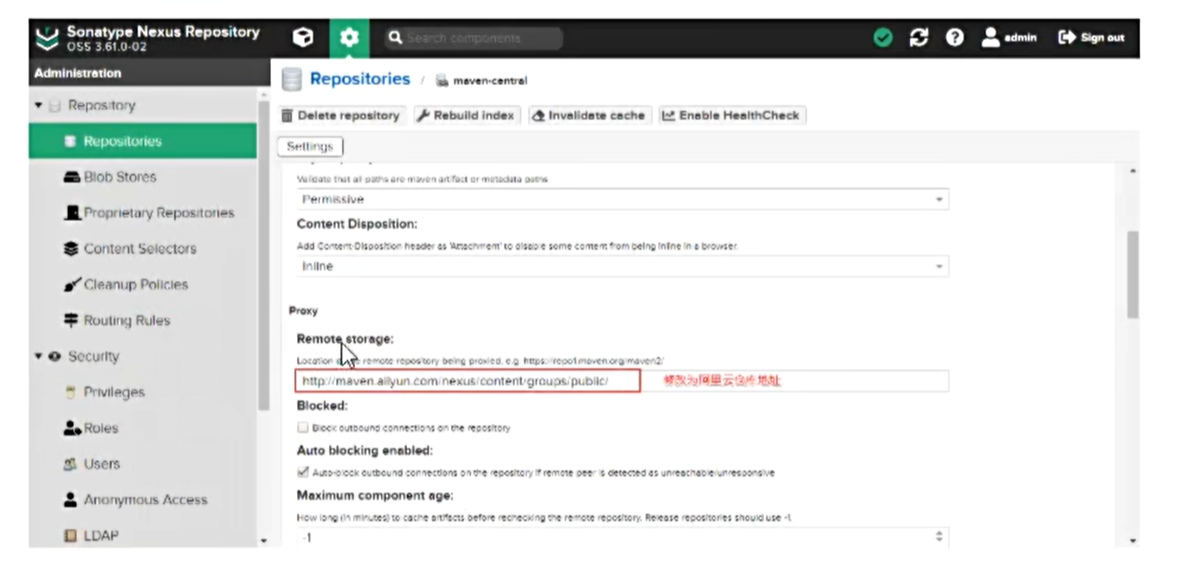 Sonatype Nexus Repository
OSS 3.61.0-02
Search components
admin
Sign out
Administration
Repositories / maven-central
Repository
Delete repository
Rebuild index
Invalidate cache
Enable HealthCheck
Repositories
Settings
Blob Stores
Validate that all paths are maven artifact or metadata paths
Permissive
Proprietary Repositories
Content Disposition:
Content Selectors
Add Content-Disposition header as 'Attachment' to disable some content from being inline in a browser.
Inline
Cleanup Policies
Proxy
Routing Rules
Remote storage:
Security
Location remote repository being proxied, e.g. https://repo1.maven.org/maven2/
http://maven.aliyun.com/nexus/content/groups/public/
修改为阿里云仓库地址
Privileges
Blocked:
Roles
Block outbound connections on the repository
Auto blocking enabled:
Users
Auto-block outbound connections on the repository if remote peer is detected as unreachable/unresponsive
Anonymous Access
Maximum component age:
How long (in minutes) to cache artifacts before rechecking the remote repository. Release repositories should use -1.
LDAP
-1